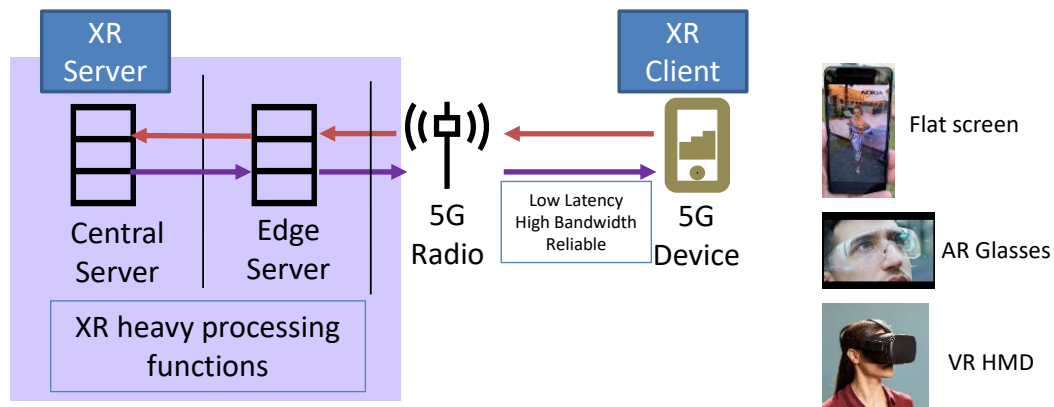 XR
Server
XR
Client
NOKIA
Flat screen
Low Latency
High Bandwidth
Reliable
Central
Server
Edge
Server
5G
Radio
5G
Device
AR Glasses
XR heavy processing
functions
VR HMD